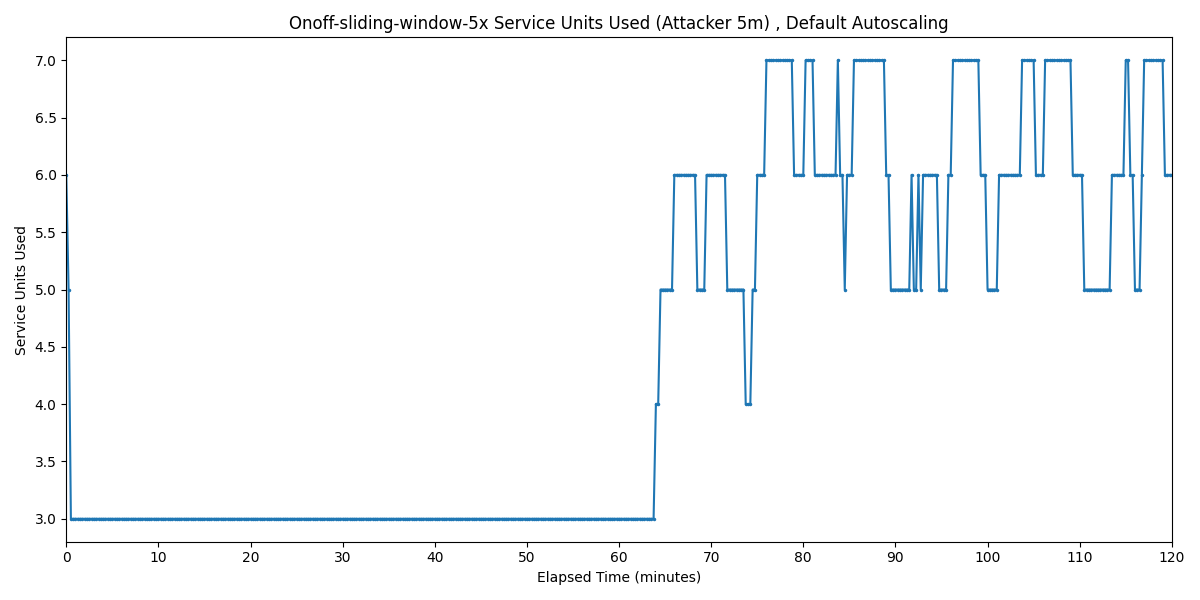 Onoff-sliding-window-5x Service Units Used (Attacker 5m) , Default Autoscaling
Service Units Used
7.0
6.5
6.0
5.5
5.0
4.5
4.0
3.5
3.0
0 10 20 30 40 50 60 70 80 90 100 110 120
Elapsed Time (minutes)